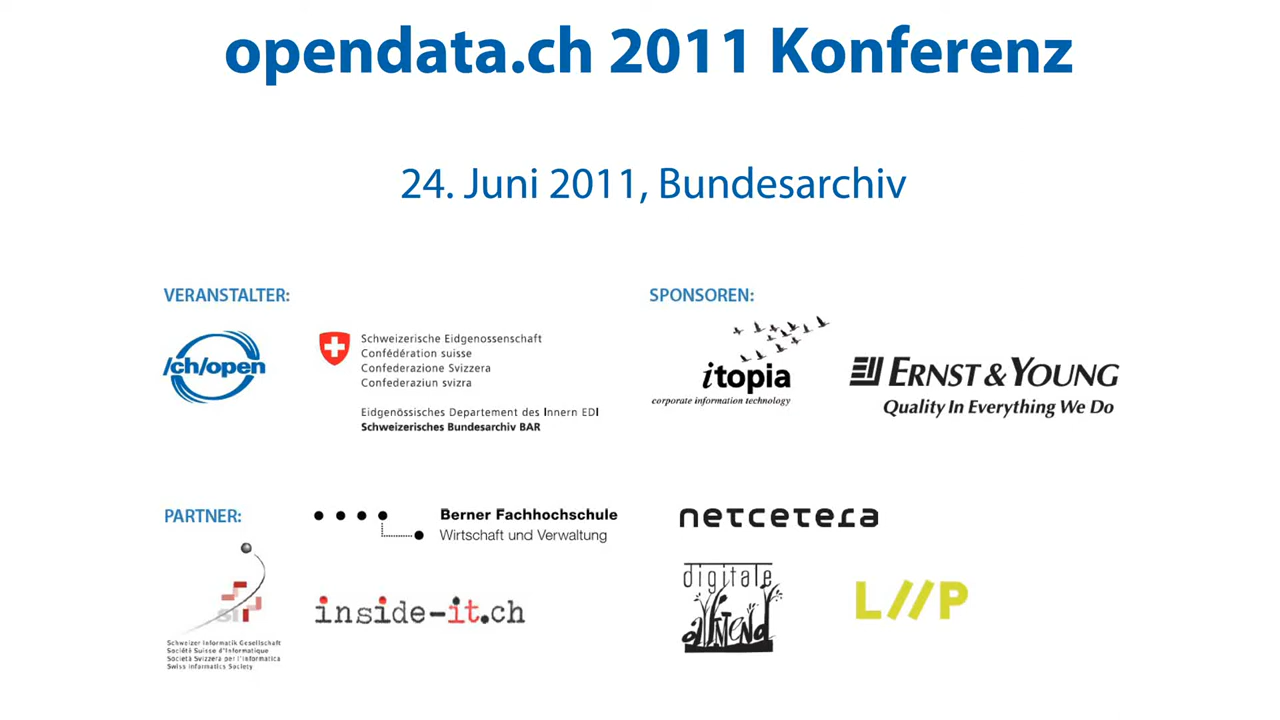 opendata.ch 2011 Konferenz
24. Juni 2011, Bundesarchiv
VERANSTALTER:
/ch/open
Schweizerische Eidgenossenschaft
Confédération suisse
Confederazione Svizzera
Confederaziun svizra
Eidgenössisches Departement des Innern EDI
Schweizerisches Bundesarchiv BAR
SPONSOREN:
itopia
corporate information technology
ERNST & YOUNG
Quality In Everything We Do
PARTNER:
SI
Schweizer Informatik Gesellschaft
Société Suisse d'Informatique
Società Svizzera per l'Informatica
Swiss Informatics Society
Berner Fachhochschule
Wirtschaft und Verwaltung
inside-it.ch
netcetera
digitale
allmend
LIIP